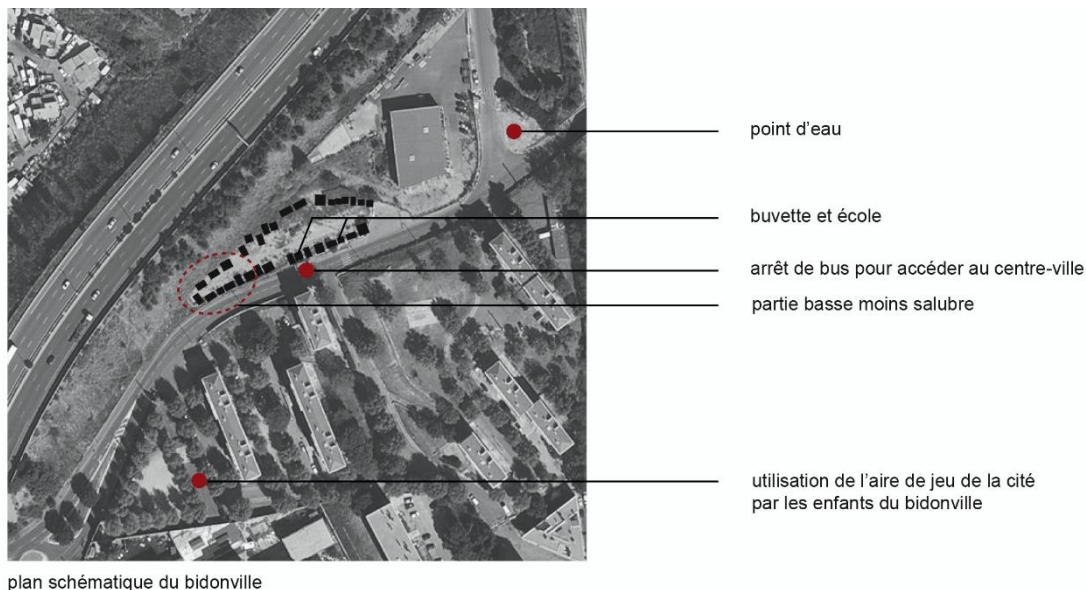 point d'eau
buvette et école
arrêt de bus pour accéder au centre-ville
partie basse moins salubre
utilisation de l'aire de jeu de la cité
par les enfants du bidonville
plan schématique du bidonville